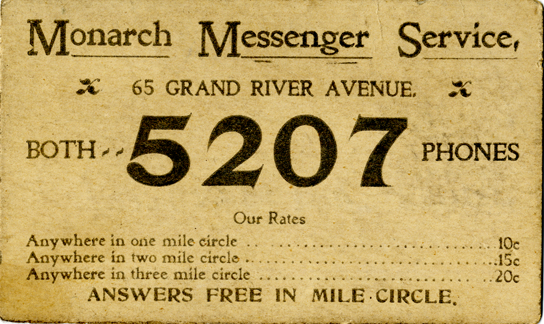 Monarch Messenger Service,
65 GRAND RIVER AVENUE.
BOTH -- 5207 PHONES
Our Rates
Anywhere in one mile circle .................................. 10c
Anywhere in two mile circle .................................. 15c
Anywhere in three mile circle ................................ 20c
ANSWERS FREE IN MILE CIRCLE.